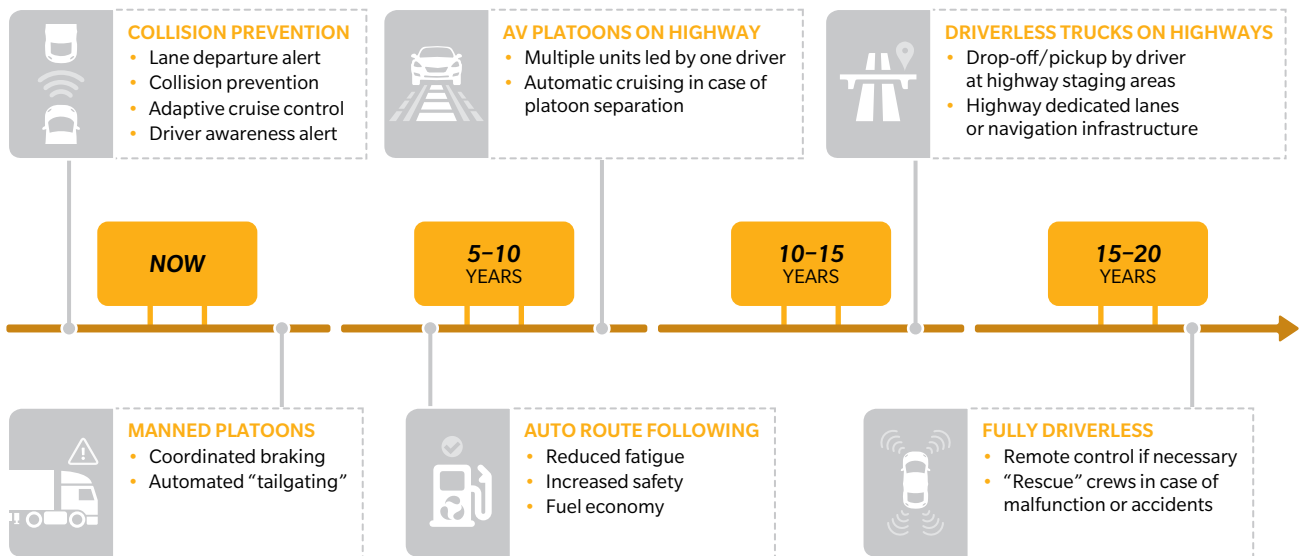 COLLISION PREVENTION
• Lane departure alert
• Collision prevention
• Adaptive cruise control
• Driver awareness alert
AV PLATOONS ON HIGHWAY
• Multiple units led by one driver
• Automatic cruising in case of
platoon separation
DRIVERLESS TRUCKS ON HIGHWAYS
• Drop-off/pickup by driver
at highway staging areas
• Highway dedicated lanes
or navigation infrastructure
NOW
5–10
YEARS
10–15
YEARS
15–20
YEARS
MANNED PLATOONS
• Coordinated braking
• Automated “tailgating”
AUTO ROUTE FOLLOWING
• Reduced fatigue
• Increased safety
• Fuel economy
FULLY DRIVERLESS
• Remote control if necessary
• “Rescue” crews in case of
malfunction or accidents